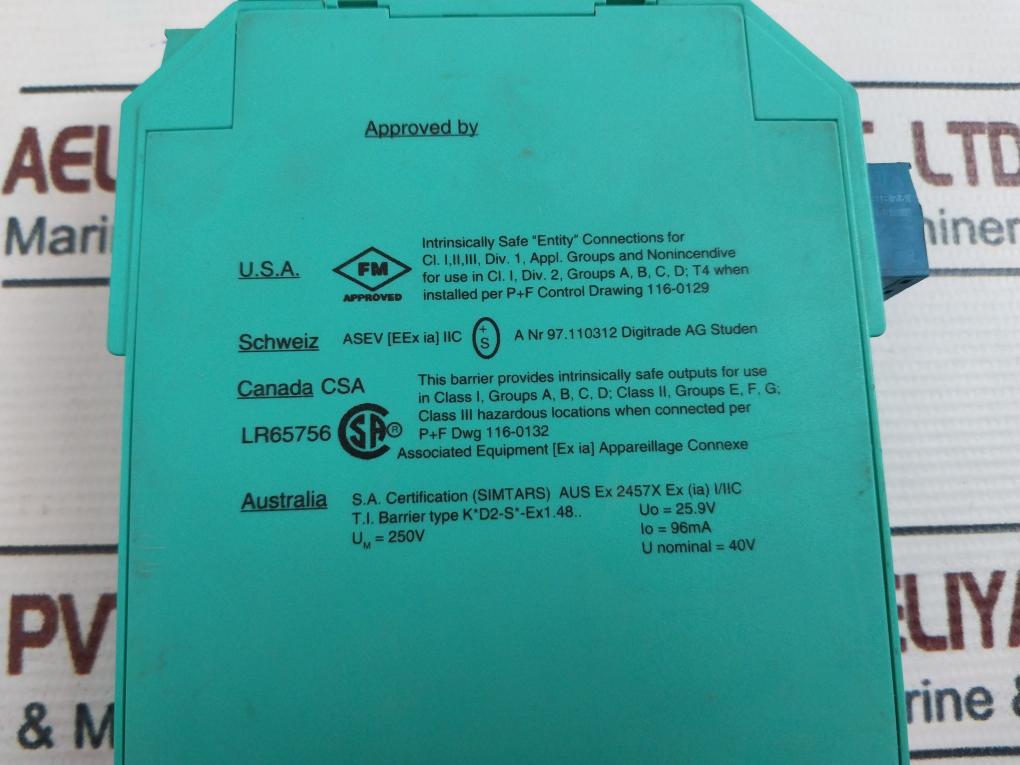 Approved by
U.S.A.
FM
APPROVED
Intrinsically Safe "Entity" Connections for
Cl. I,II,III, Div. 1, Appl. Groups and Nonincendive
for use in Cl. I, Div. 2, Groups A, B, C, D; T4 when
installed per P+F Control Drawing 116-0129
Schweiz ASEV [EEx ia] IIC +S A Nr 97.110312 Digitrade AG Studen
Canada CSA
LR65756 SA ®
This barrier provides intrinsically safe outputs for use
in Class I, Groups A, B, C, D; Class II, Groups E, F, G;
Class III hazardous locations when connected per
P+F Dwg 116-0132
Associated Equipment [Ex ia] Appareillage Connexe
Australia S.A. Certification (SIMTARS) AUS Ex 2457X Ex (ia) I/IIC
T.I. Barrier type K*D2-S*-Ex1.48.. Uo = 25.9V
UM = 250V Io = 96mA
U nominal = 40V
AEL LTD
Mari hiner
PV ELIYA
& M rine &